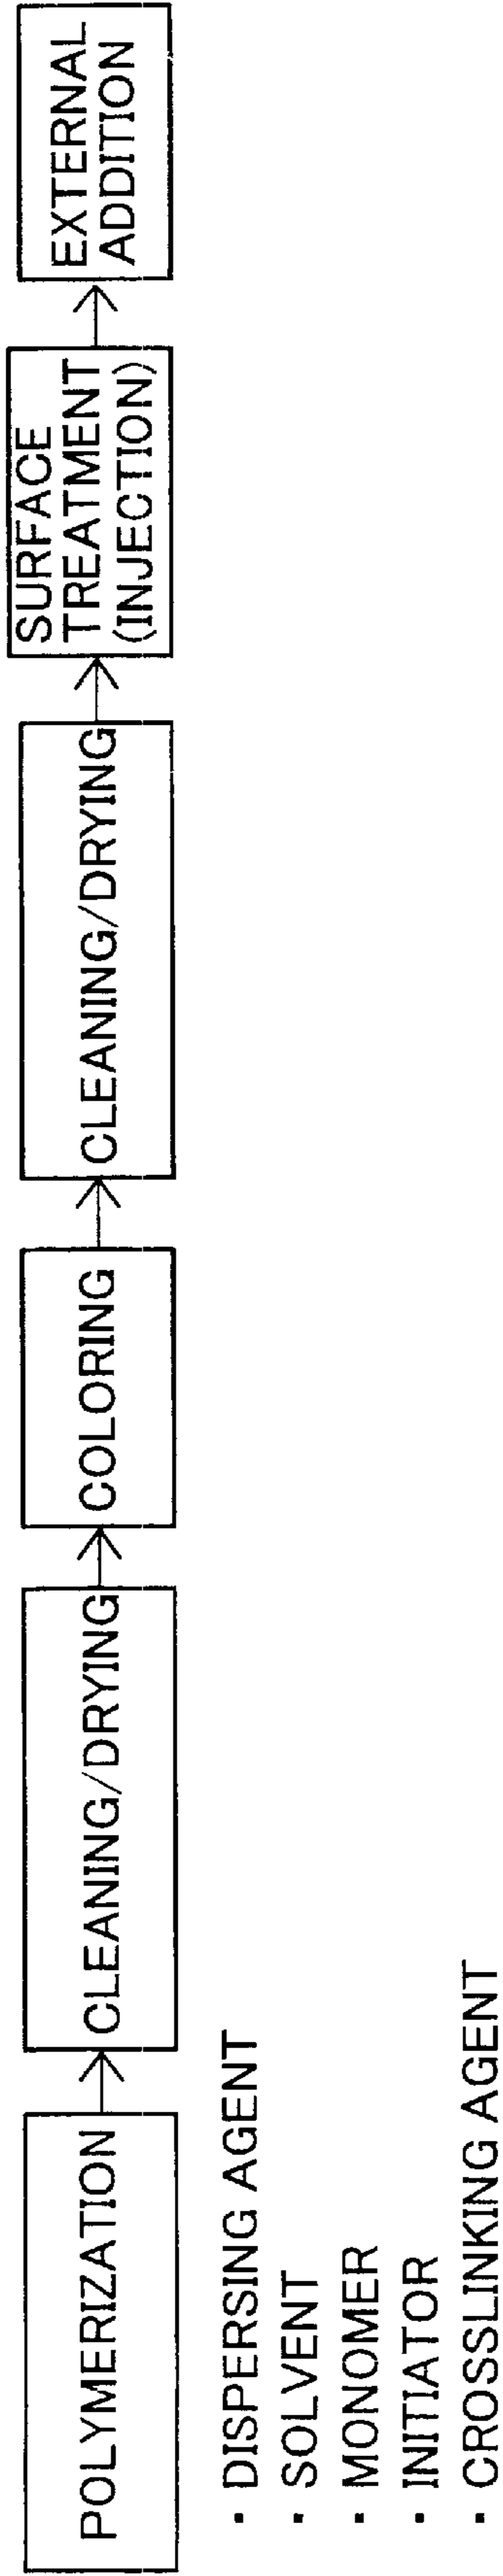 POLYMERIZATION
CLEANING/DRYING
COLORING
CLEANING/DRYING
SURFACE
TREATMENT
(INJECTION)
EXTERNAL
ADDITION
· DISPERSING AGENT
· SOLVENT
· MONOMER
· INITIATOR
· CROSSLINKING AGENT